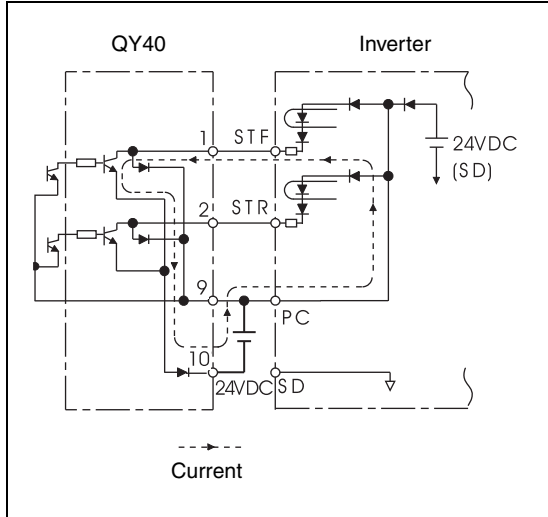 QY40
Inverter
1
STF
24VDC
(SD)
2
STR
9
PC
10
24VDC
SD
Current